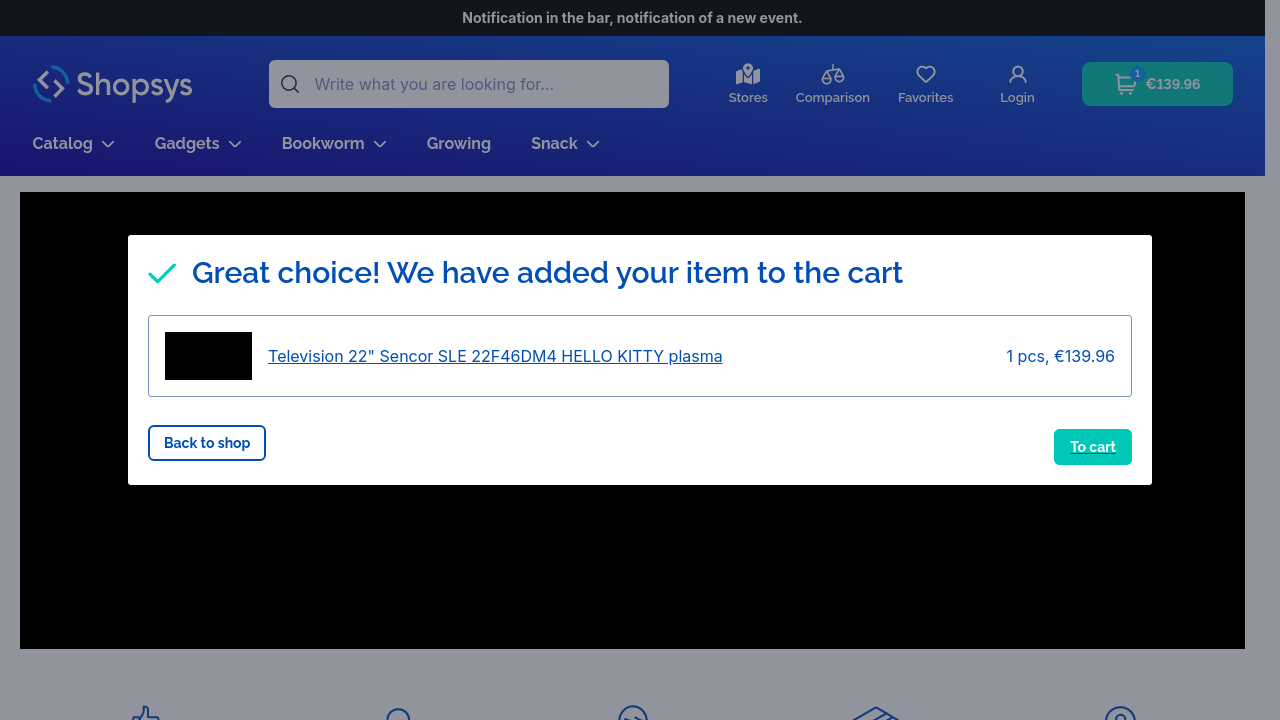 Notification in the bar, notification of a new event.
Shopsys
Write what you are looking for...
Stores
Comparison
Favorites
Login
1
€139.96
Catalog
Gadgets
Bookworm
Growing
Snack
Great choice! We have added your item to the cart
Television 22" Sencor SLE 22F46DM4 HELLO KITTY plasma
1 pcs, €139.96
Back to shop
To cart